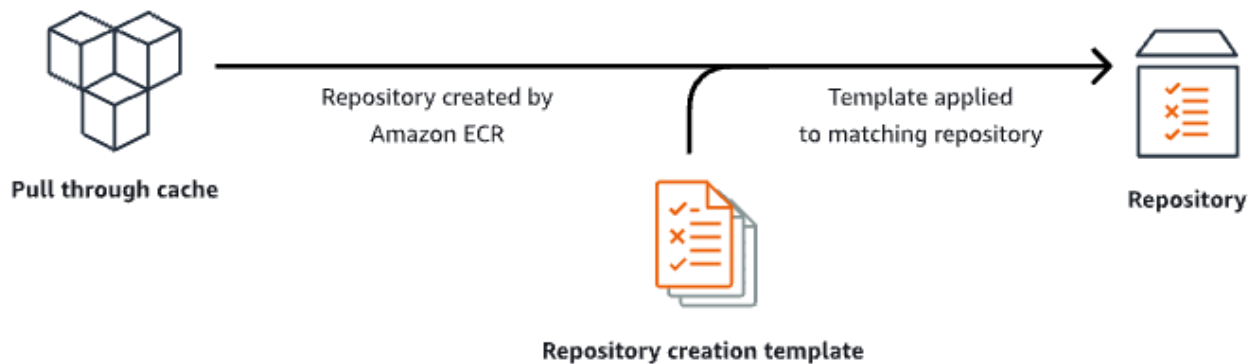 Repository created by
Amazon ECR
Template applied
to matching repository
Pull through cache
Repository
Repository creation template